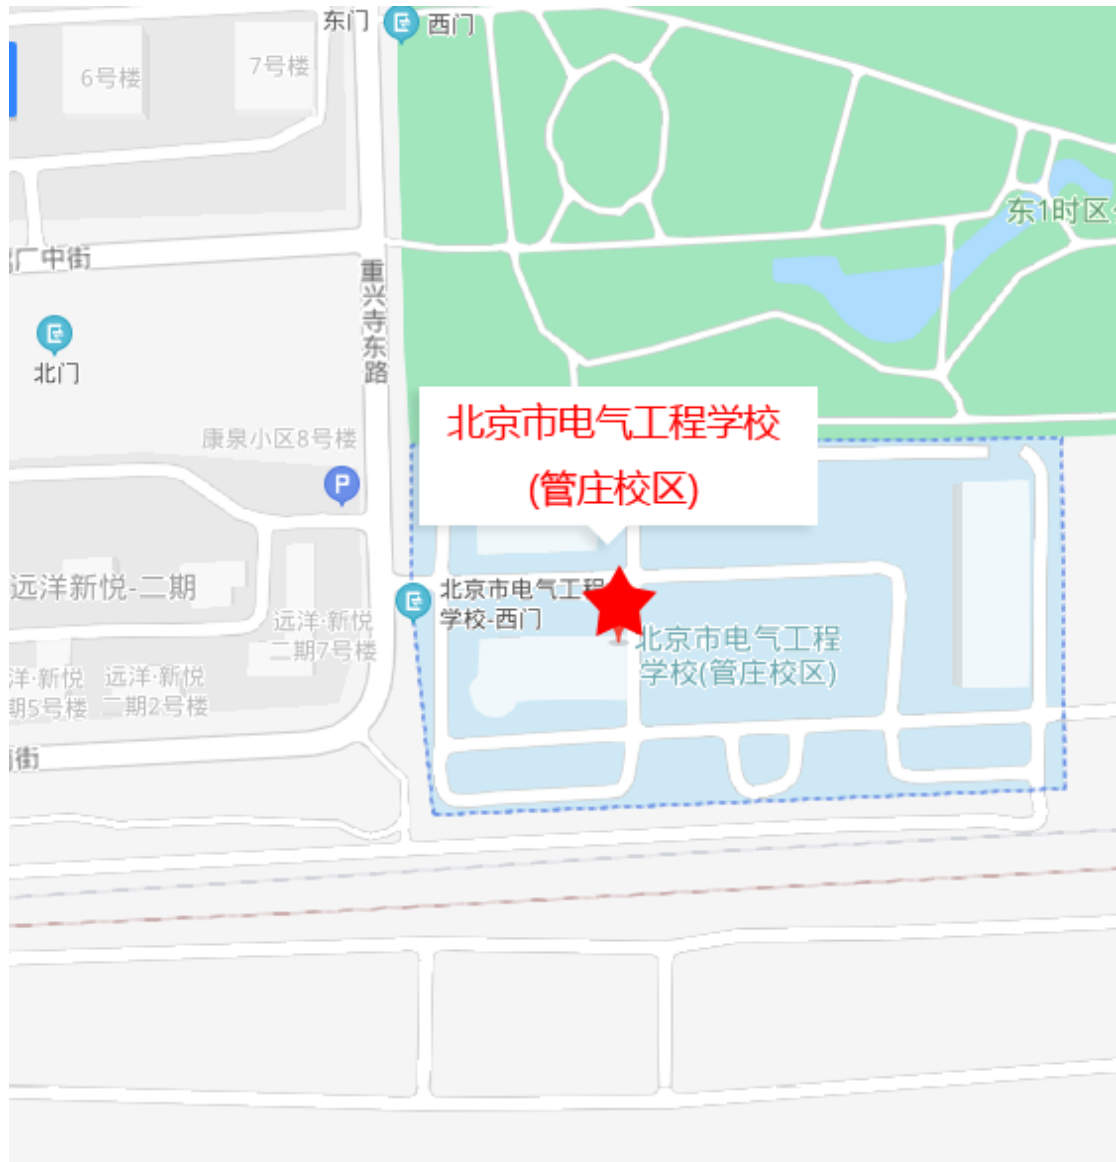 东门
西门
6号楼
7号楼
东1时区
厂中街
重兴寺东路
北门
北京市电气工程学校
(管庄校区)
康泉小区8号楼
P
远洋新悦-二期
北京市电气工程
学校-西门
远洋·新悦
二期7号楼
北京市电气工程
学校(管庄校区)
洋·新悦
期5号楼
远洋·新悦
二期2号楼
街